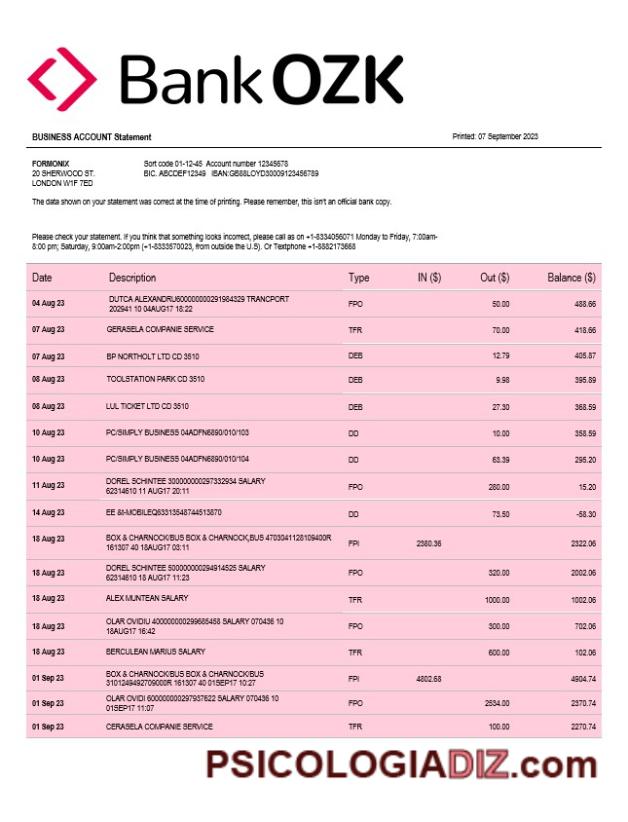 Bank OZK
BUSINESS ACCOUNT Statement Printed: 07 September 2023
FORMONIX Sort code 01-12-45 Account number 12345678
20 SHERWOOD ST. BIC. ABCDEF12349 IBAN:GB88LOYD30009123456789
LONDON W1F 7ED
The data shown on your statement was correct at the time of printing. Please remember, this isn't an official bank copy.
Please check your statement. If you think that something looks incorrect, please call as on +1-8334056071 Monday to Friday, 7:00am-
8:00 pm; Saturday, 9:00am-2:00pm (+1-8333570023, from outside the U.S). Or Textphone +1-8882173668
Date Description Type IN ($) Out ($) Balance ($)
04 Aug 23 DUTCA ALEXANDRU600000000291984329 TRANCPORT FPO 50.00 488.66
202941 10 04AUG17 18:22
07 Aug 23 GERASELA COMPANIE SERVICE TFR 70.00 418.66
07 Aug 23 BP NORTHOLT LTD CD 3510 DEB 12.79 405.87
08 Aug 23 TOOLSTATION PARK CD 3510 DEB 9.98 395.89
08 Aug 23 LUL TICKET LTD CD 3510 DEB 27.30 368.59
10 Aug 23 PC/SIMPLY BUSINESS 04ADFN6890/010/103 DD 10.00 358.59
10 Aug 23 PC/SIMPLY BUSINESS 04ADFN6890/010/104 DD 63.39 295.20
11 Aug 23 DOREL SCHINTEE 300000000297332934 SALARY FPO 280.00 15.20
62314610 11 AUG17 20:11
14 Aug 23 EE &I-MOBILEQ63313548744513870 DD 73.50 -58.30
18 Aug 23 BOX & CHARNOCK/BUS BOX & CHARNOCK,BUS 4703041128109400R FPI 2380.36 2322.06
161307 40 18AUG17 03:11
18 Aug 23 DOREL SCHINTEE 500000000294914525 SALARY FPO 320.00 2002.06
62314610 18 AUG17 11:23
18 Aug 23 ALEX MUNTEAN SALARY TFR 1000.00 1002.06
18 Aug 23 OLAR OVIDIU 400000000299685458 SALARY 070436 10 FPO 300.00 702.06
18AUG17 16:42
18 Aug 23 BERCULEAN MARIUS SALARY TFR 600.00 102.06
01 Sep 23 BOX & CHARNOCK/BUS BOX & CHARNOCK/BUS FPI 4802.68 4904.74
3101249492709000R 161307 40 01SEP17 10:27
01 Sep 23 OLAR OVIDI 600000000297937622 SALARY 070436 10 FPO 2534.00 2370.74
01SEP17 11:07
01 Sep 23 CERASELA COMPANIE SERVICE TFR 100.00 2270.74
PSICOLOGIADIZ.com